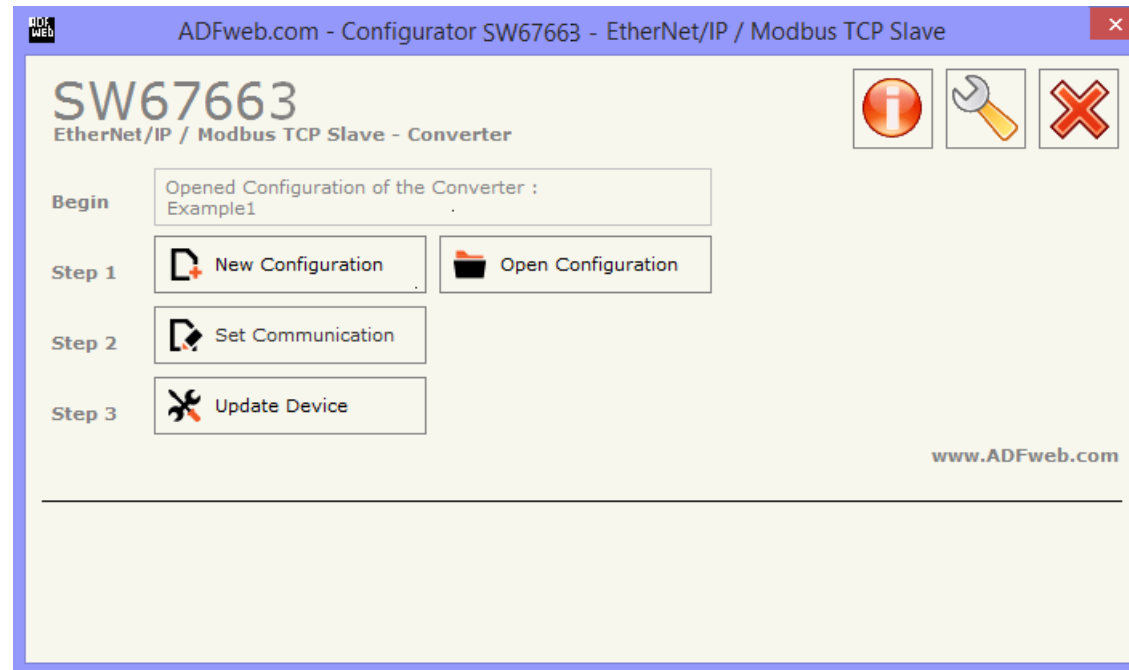 ADF WEB
ADFweb.com - Configurator SW67663 - EtherNet/IP / Modbus TCP Slave
SW67663
EtherNet/IP / Modbus TCP Slave - Converter
Begin
Opened Configuration of the Converter :
Example1
Step 1
New Configuration
Open Configuration
Step 2
Set Communication
Step 3
Update Device
www.ADFweb.com